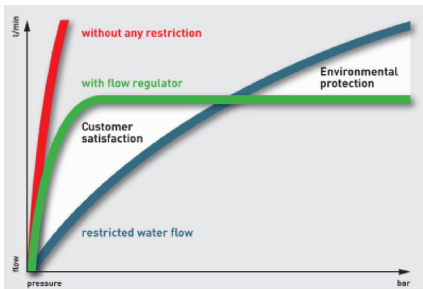 l/min
without any restriction
with flow regulator
Environmental
protection
Customer
satisfaction
restricted water flow
flow
pressure
bar